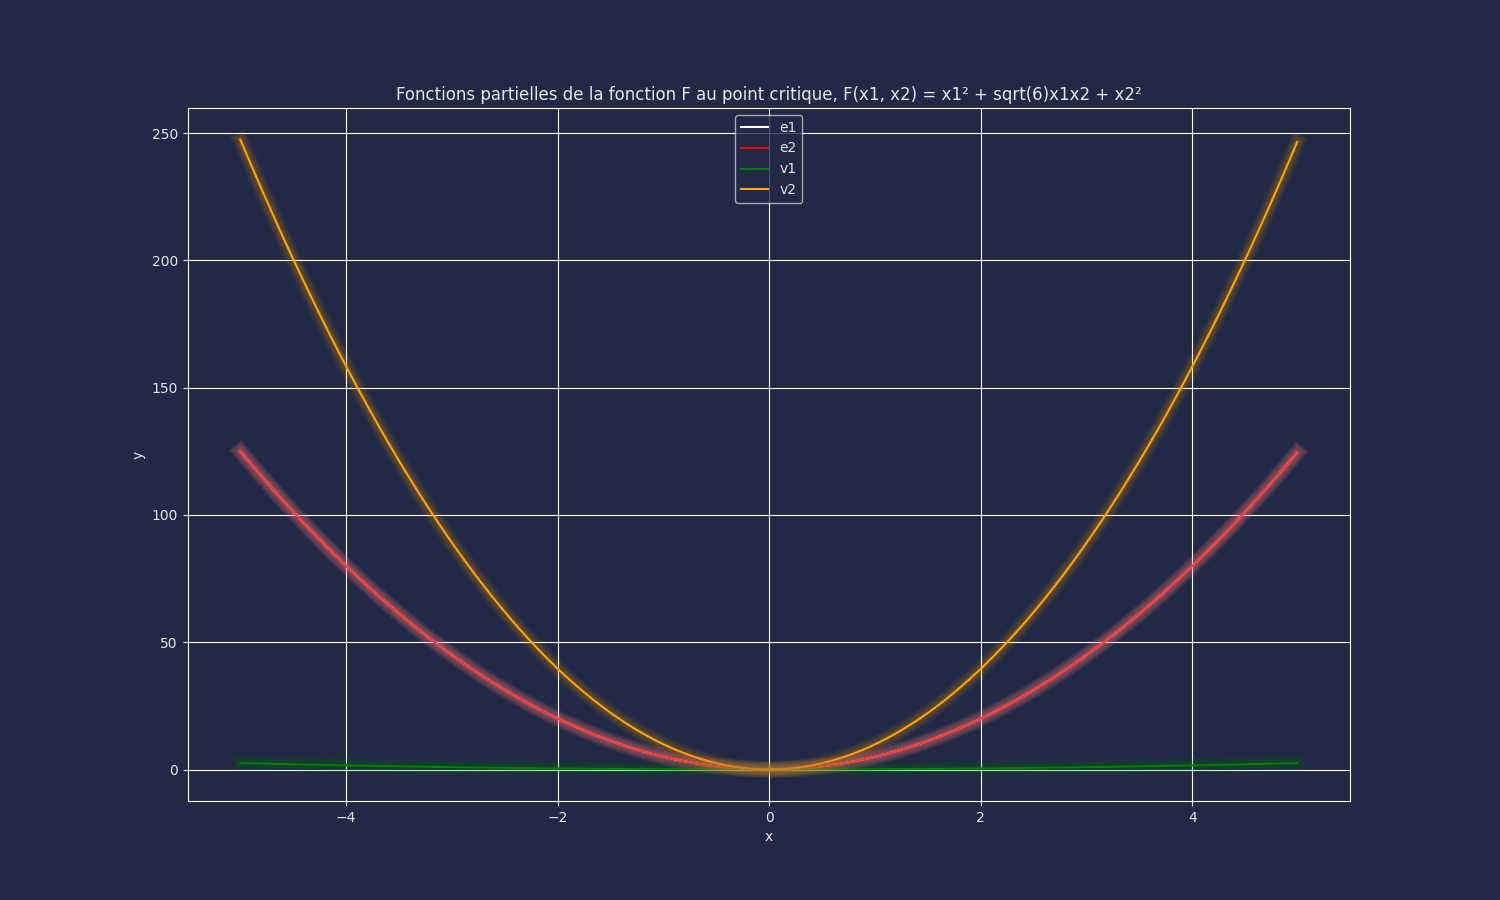 Fonctions partielles de la fonction F au point critique, F(x1, x2) = x1² + sqrt(6)x1x2 + x2²
e1
e2
v1
v2
250
200
150
100
50
0
y
−4
−2
0
2
4
x